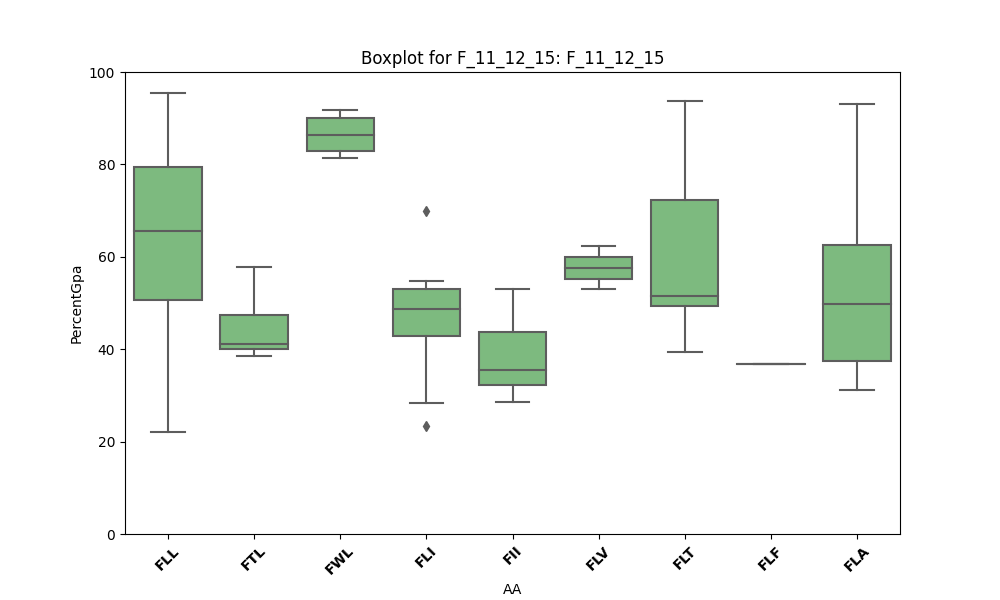 Boxplot for F_11_12_15: F_11_12_15
100
80
60
40
20
0
PercentGpa
FLL
FTL
FWL
FLI
FII
FLV
FLT
FLF
FLA
AA